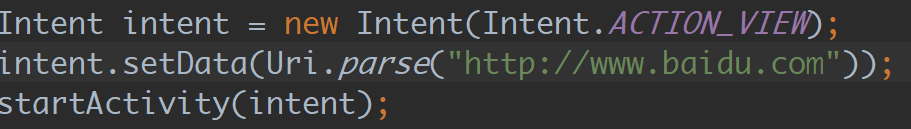 Intent intent = new Intent(Intent.ACTION_VIEW);
intent.setData(Uri.parse("http://www.baidu.com"));
startActivity(intent);